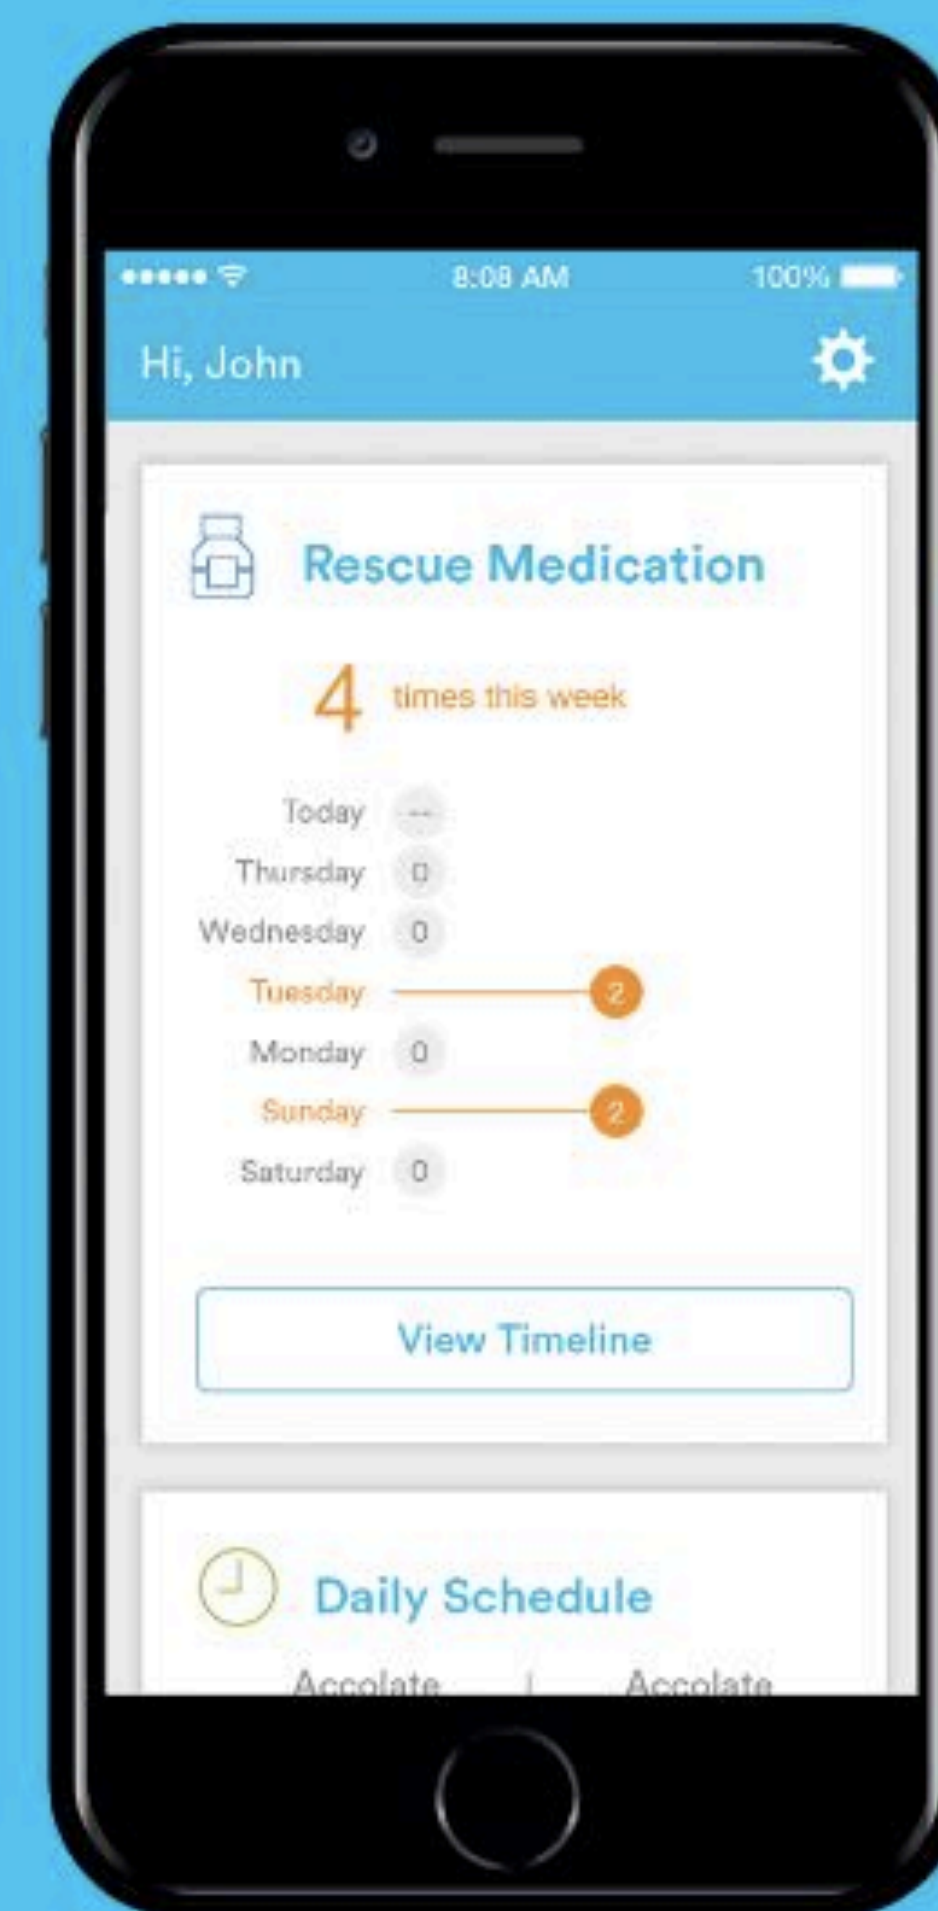 8:08 AM 100%
Hi, John
Rescue Medication
4 times this week
Today --
Thursday 0
Wednesday 0
Tuesday 2
Monday 0
Sunday 2
Saturday 0
View Timeline
Daily Schedule
Accolate | Accolate